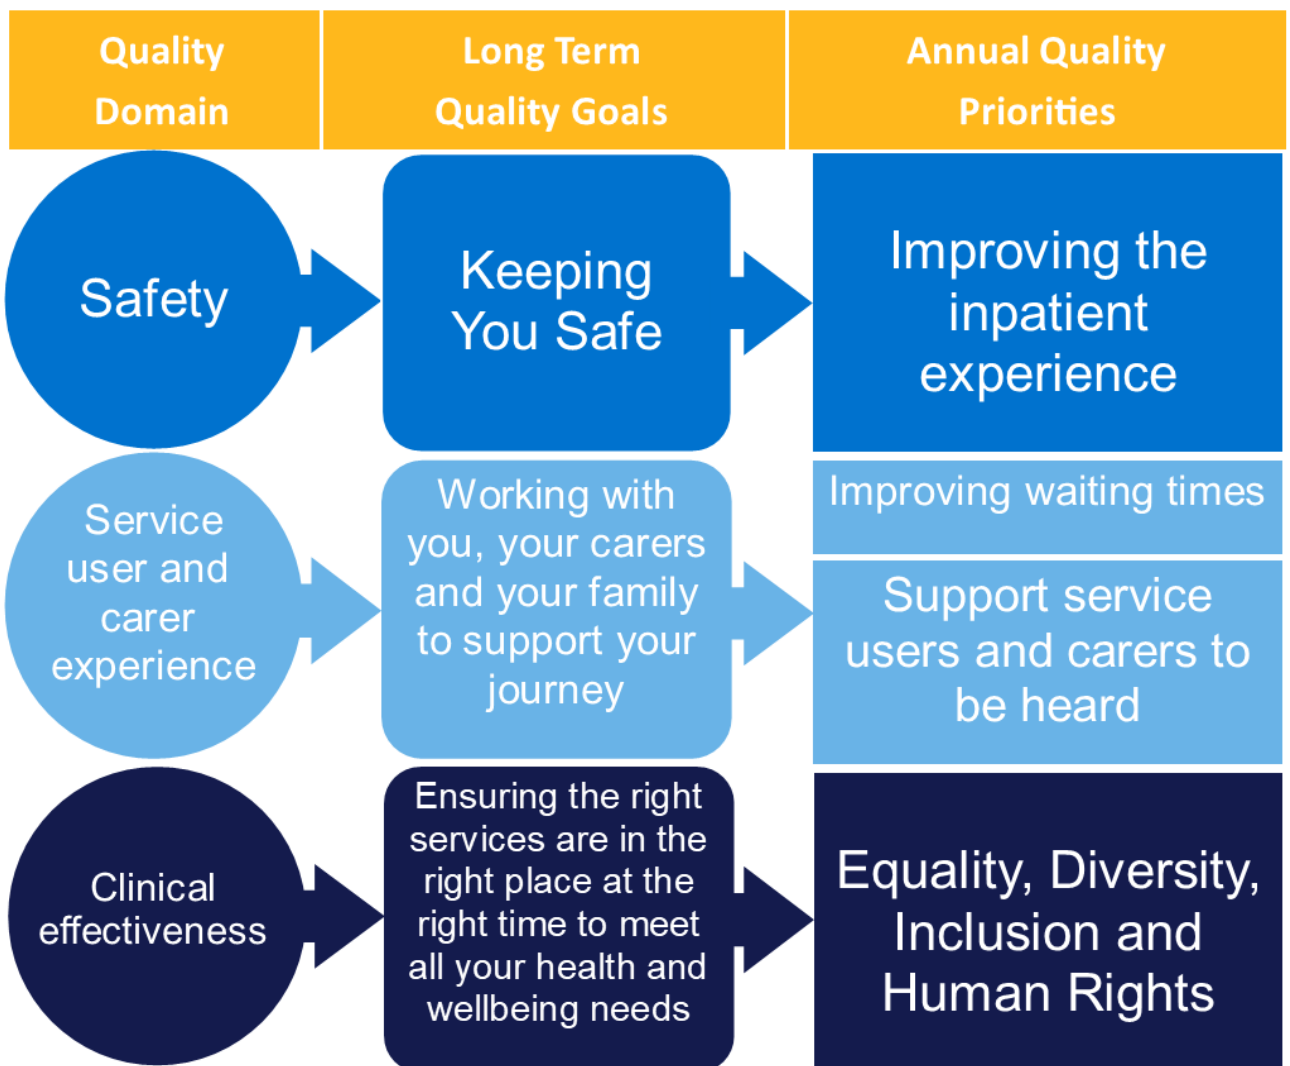 Quality
Domain
Long Term
Quality Goals
Annual Quality
Priorities
Safety
Keeping
You Safe
Improving the
inpatient
experience
Service
user and
carer
experience
Working with
you, your carers
and your family
to support your
journey
Improving waiting times
Support service
users and carers to
be heard
Clinical
effectiveness
Ensuring the right
services are in the
right place at the
right time to meet
all your health and
wellbeing needs
Equality, Diversity,
Inclusion and
Human Rights